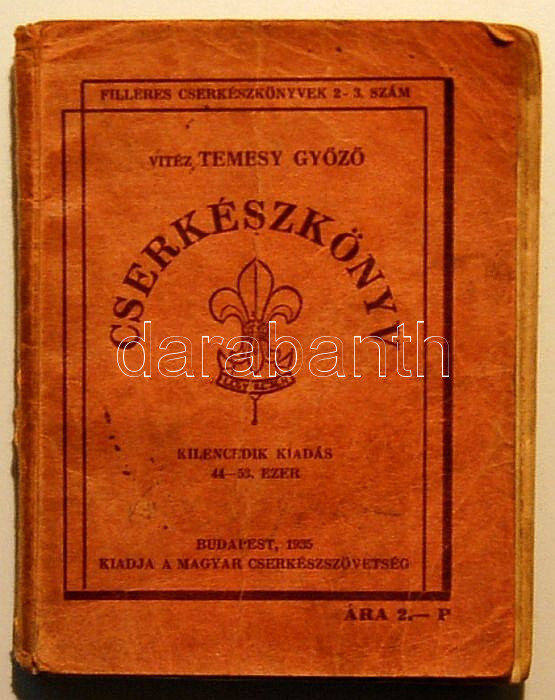 FILLÉRES CSERKÉSZKÖNYVEK 2-3. SZÁM
VITÉZ TEMESY GYŐZŐ
CSERKÉSZKÖNYV
darabanth
KILENCEDIK KIADÁS
44—53. EZER
BUDAPEST, 1935
KIADJA A MAGYAR CSERKÉSZSZÖVETSÉG
ÁRA 2.— P